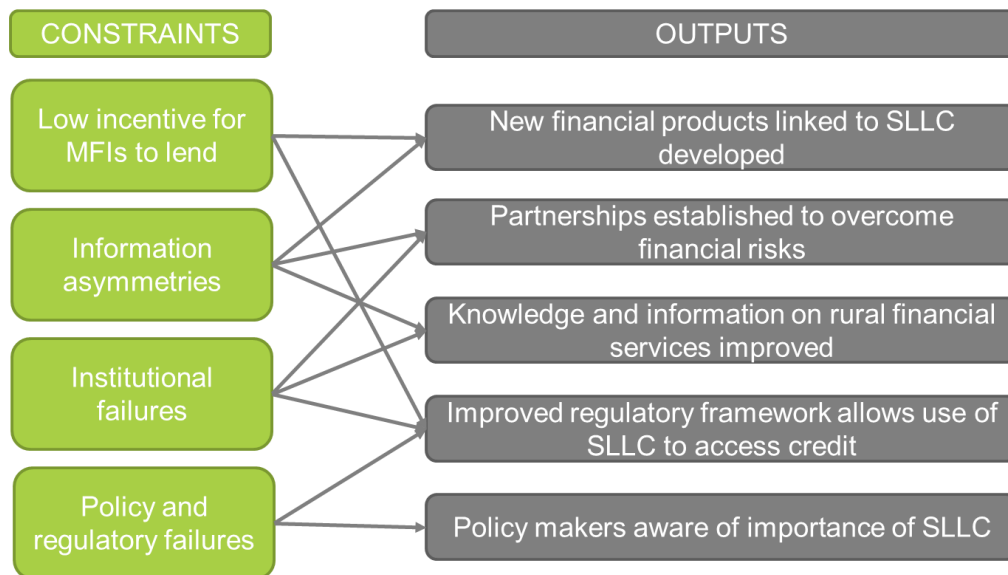 CONSTRAINTS
OUTPUTS
Low incentive for
MFIs to lend
Information
asymmetries
Institutional
failures
Policy and
regulatory failures
New financial products linked to SLLC
developed
Partnerships established to overcome
financial risks
Knowledge and information on rural financial
services improved
Improved regulatory framework allows use of
SLLC to access credit
Policy makers aware of importance of SLLC